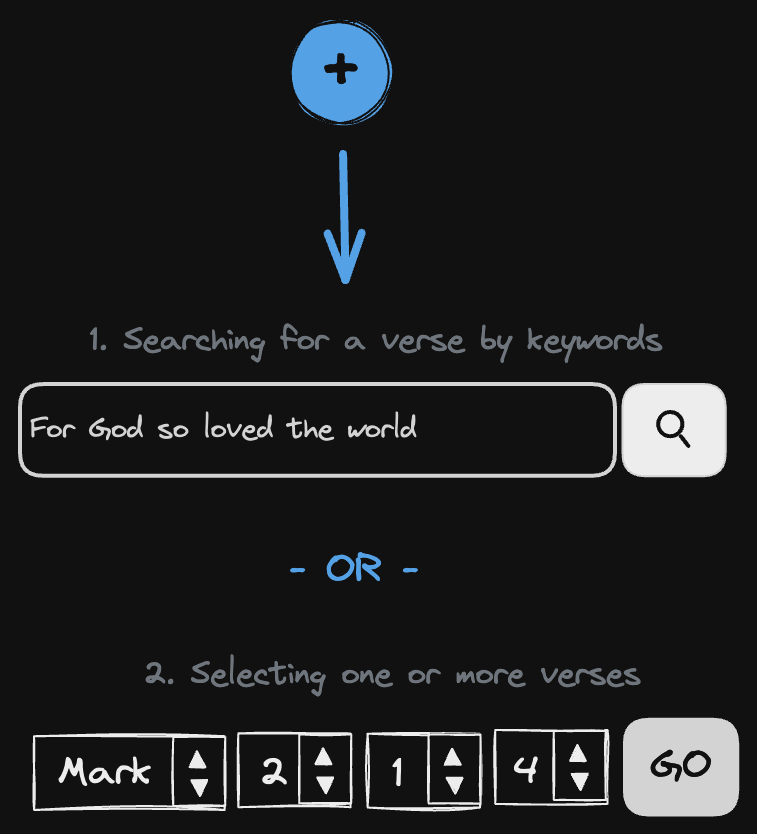 +
1. Searching for a verse by keywords
For God so loved the world
- OR -
2. Selecting one or more verses
Mark 2 1 4 GO